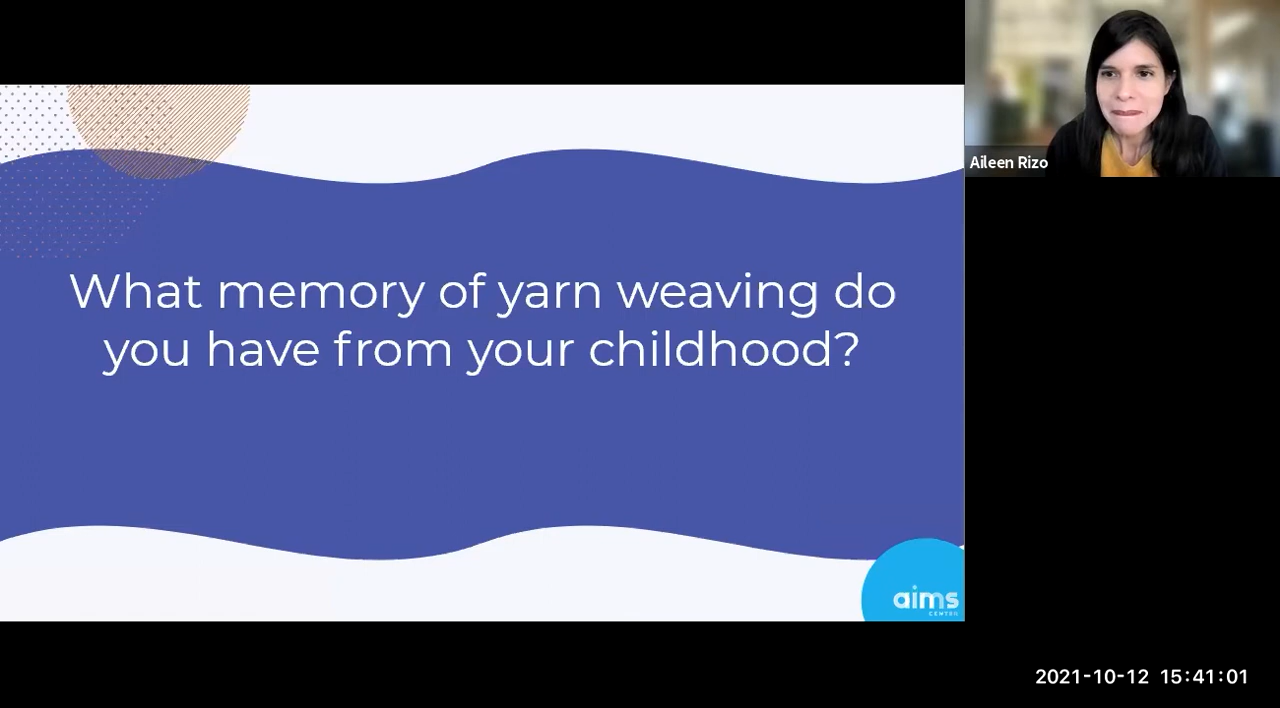 What memory of yarn weaving do
you have from your childhood?
Aileen Rizo
aims
CENTER
2021-10-12 15:41:01